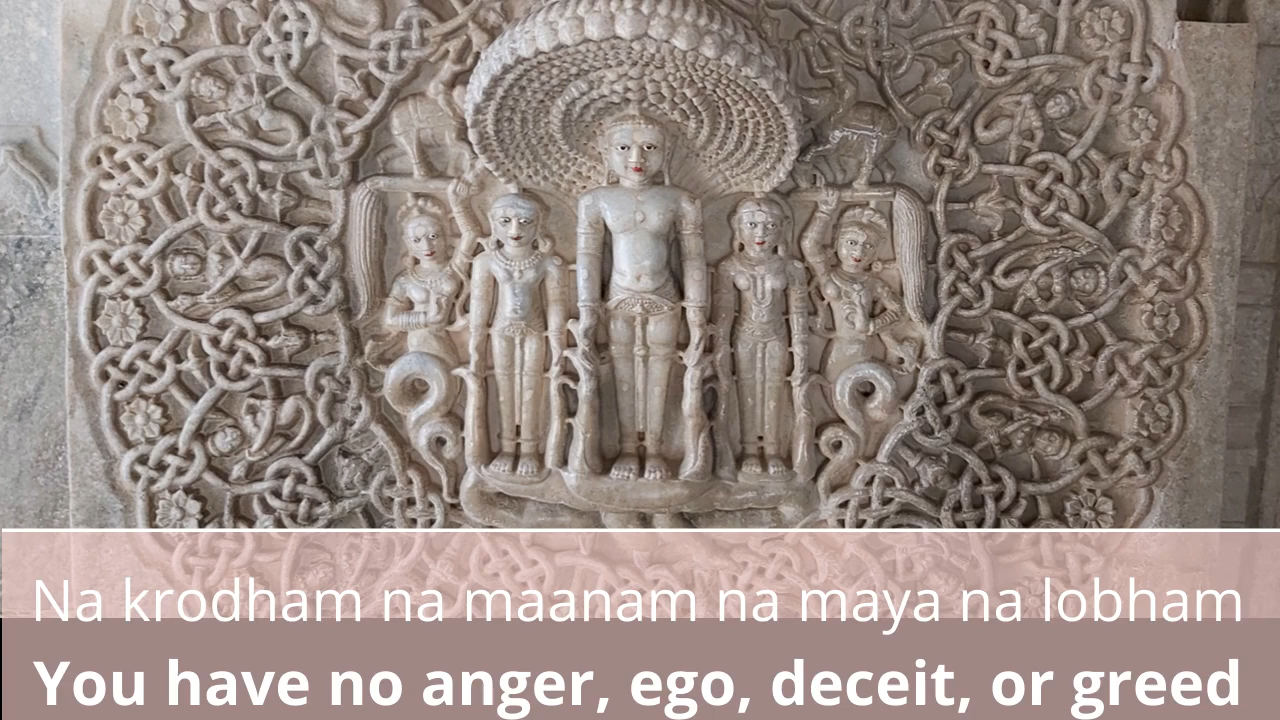 Na krodham na maanam na maya na lobham
You have no anger, ego, deceit, or greed